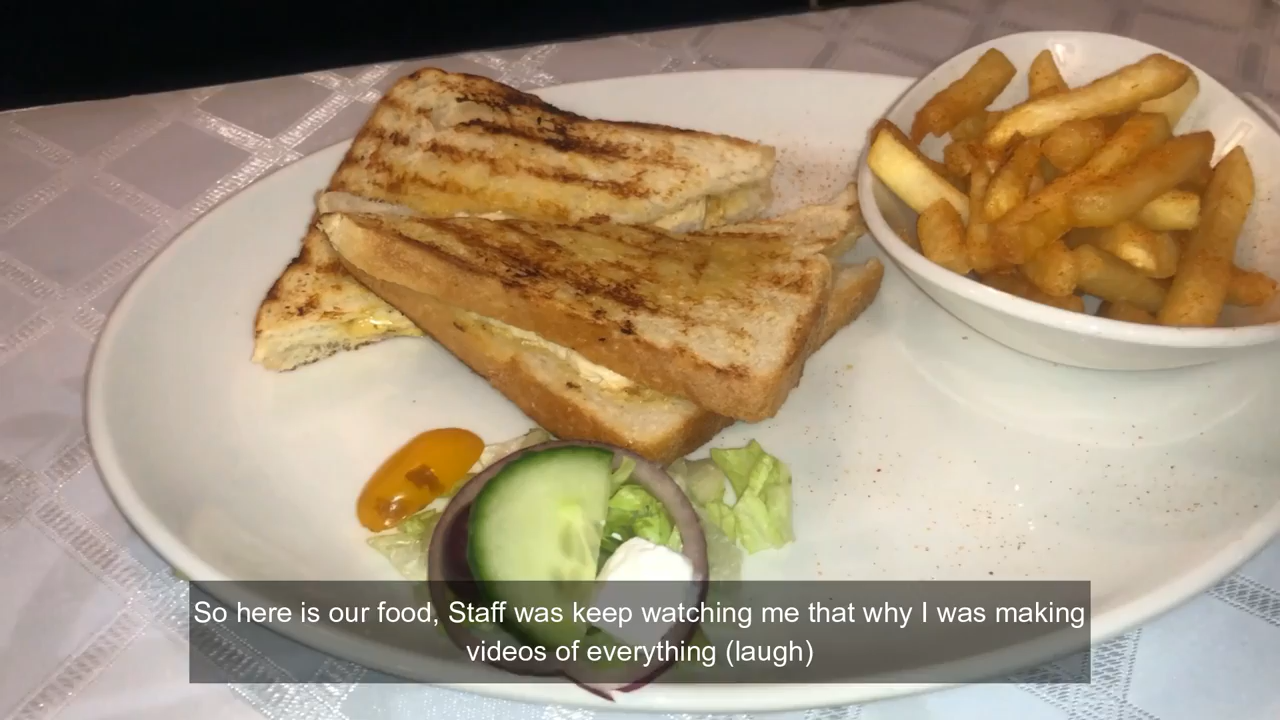 So here is our food, Staff was keep watching me that why I was making
videos of everything (laugh)